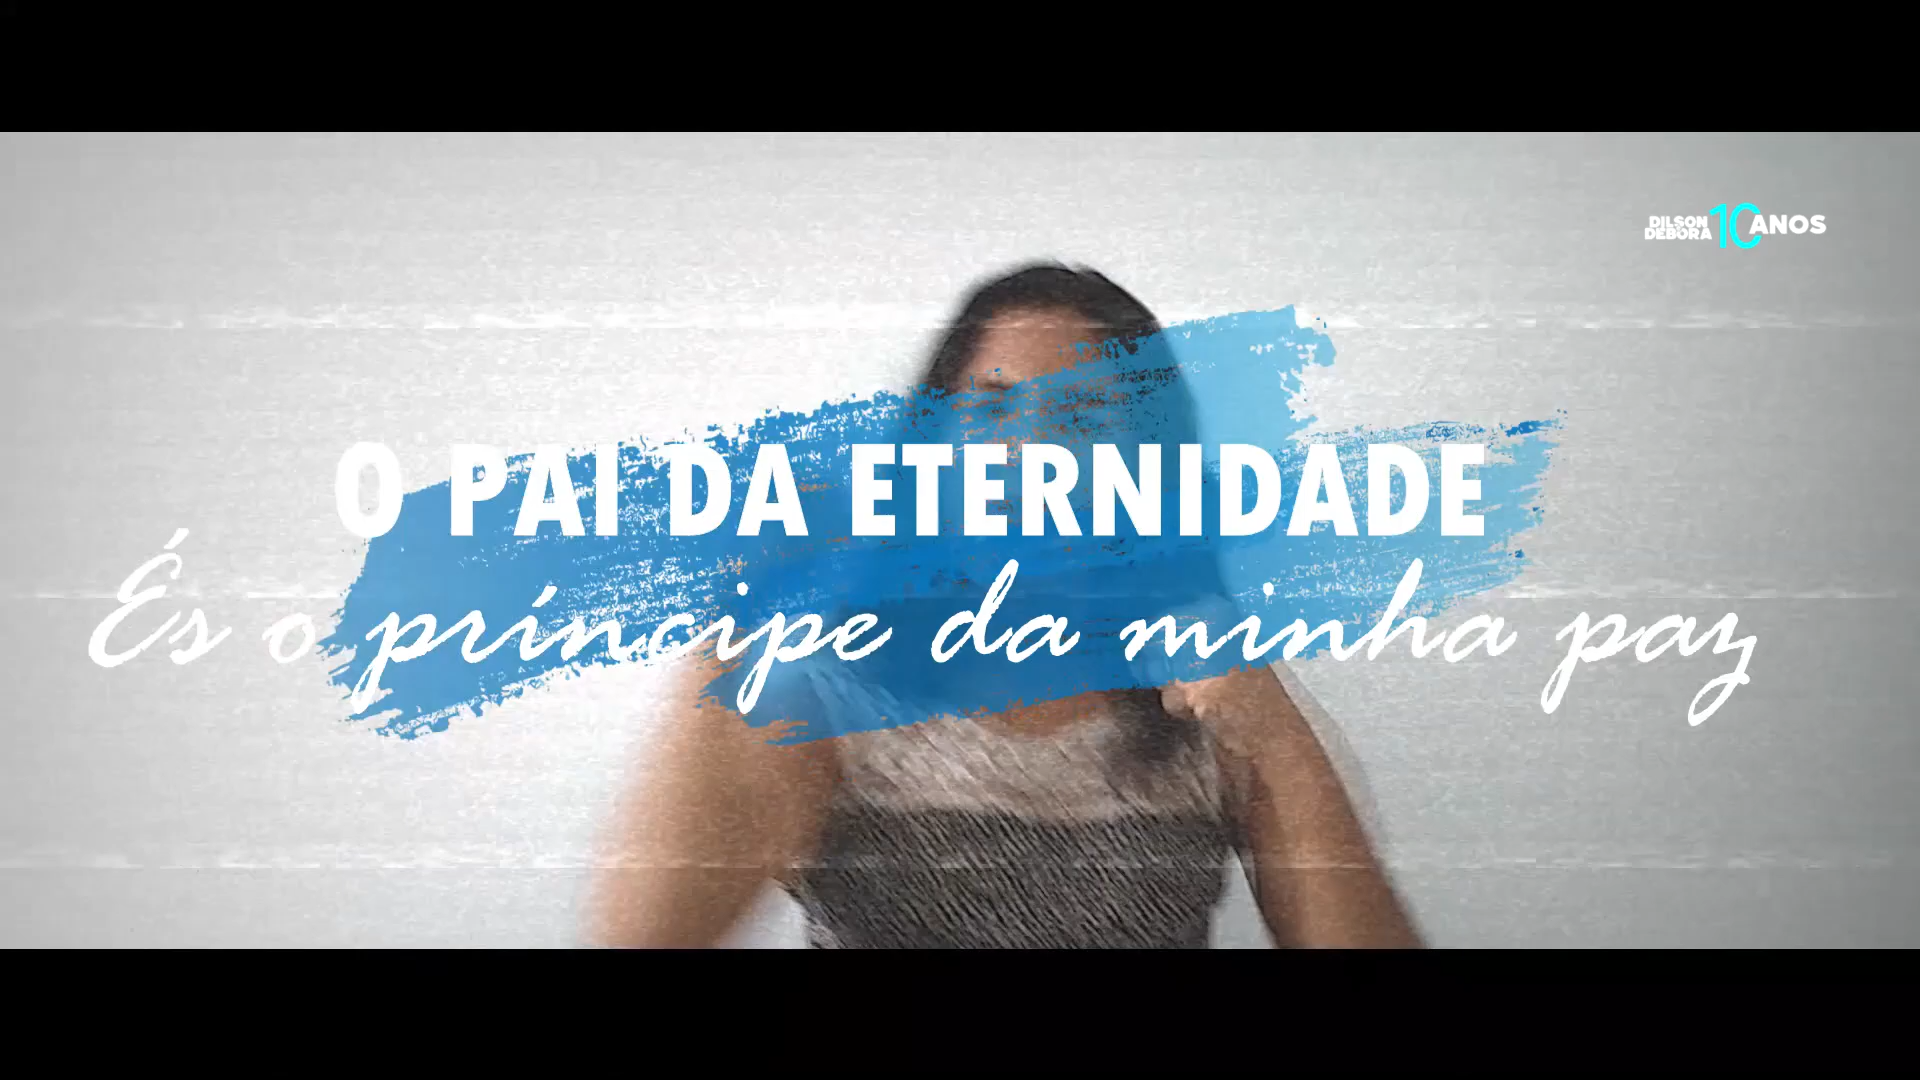 DILSON
DEBORA 10 ANOS
O PAI DA ETERNIDADE
És o príncipe da minha paz